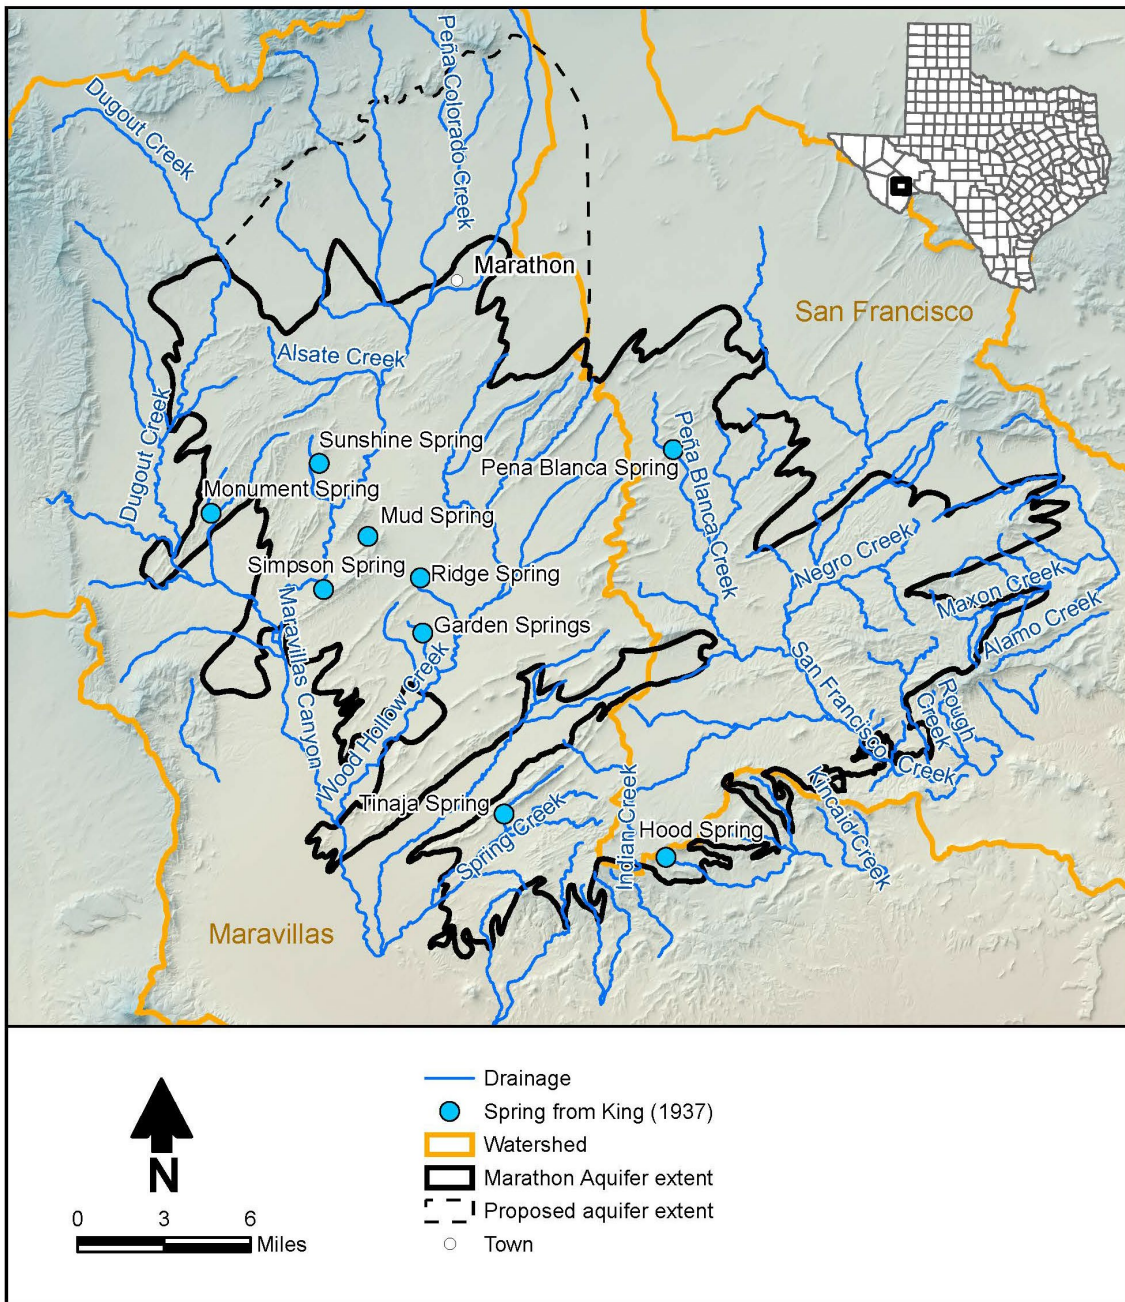 Peña Colorado Creek
Dugout Creek
Marathon
San Francisco
Alsate Creek
Dugout Creek
Sunshine Spring
Peña Blanca Creek
Pena Blanca Spring
Monument Spring
Mud Spring
Negro Creek
Simpson Spring
Ridge Spring
Maxon Creek
Maravillas Canyon
Garden Springs
Alamo Creek
San Francisco Creek
Rough
Creek
Wood Hollow Creek
Tinaja Spring
Spring Creek
Indian Creek
Kincaid Creek
Hood Spring
Maravillas
N
0 3 6
Miles
Drainage
Spring from King (1937)
Watershed
Marathon Aquifer extent
Proposed aquifer extent
Town